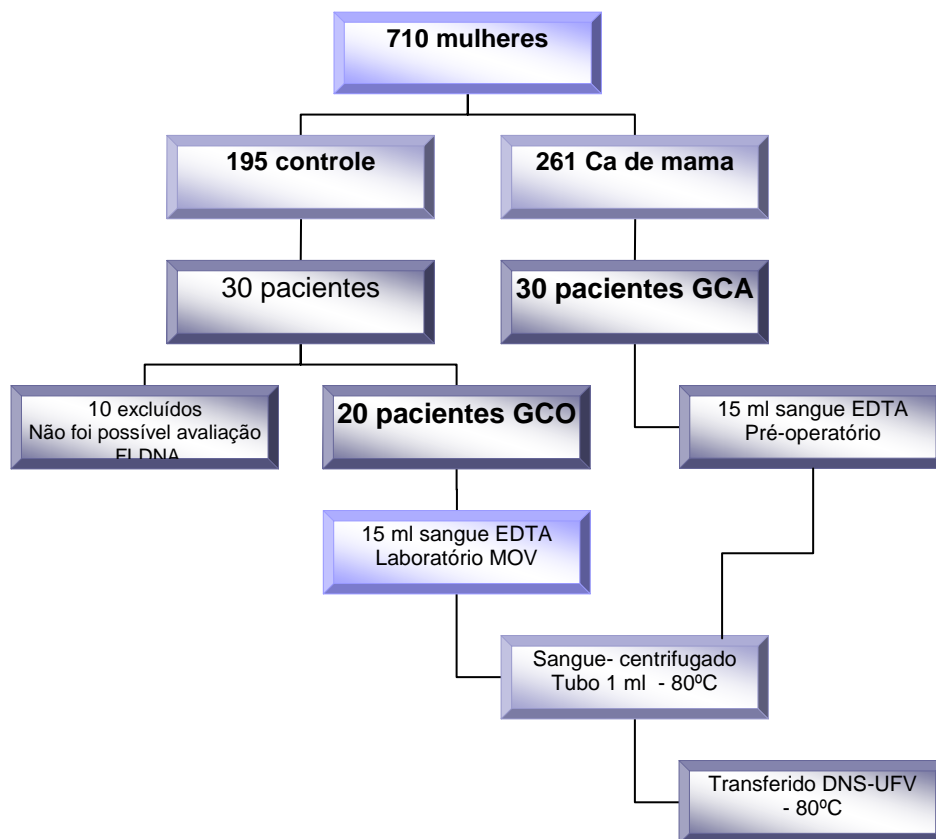 710 mulheres
195 controle
261 Ca de mama
30 pacientes
30 pacientes GCA
10 excluídos
Não foi possível avaliação
20 pacientes GCO
15 ml sangue EDTA
Pré-operatório
15 ml sangue EDTA
Laboratório MOV
Sangue- centrifugado
Tubo 1 ml - 80ºC
Transferido DNS-UFV
- 80ºC